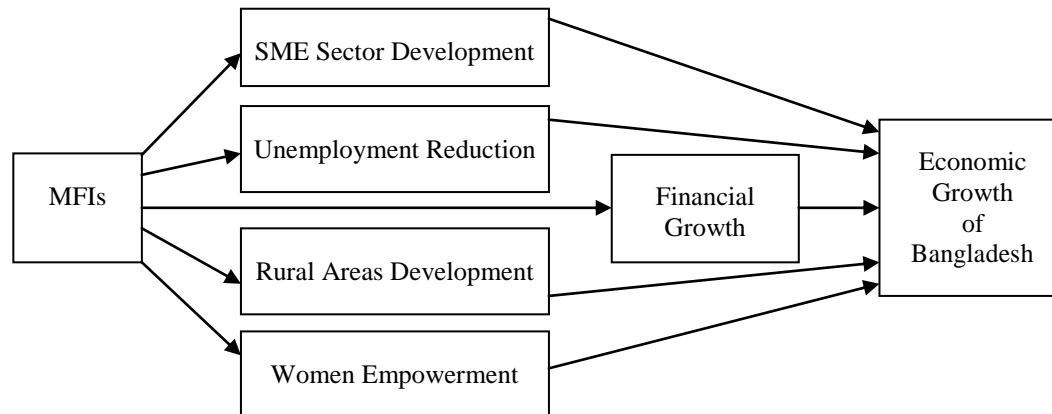 SME Sector Development
Unemployment Reduction
MFIs
Financial
Growth
Economic
Growth
of
Bangladesh
Rural Areas Development
Women Empowerment